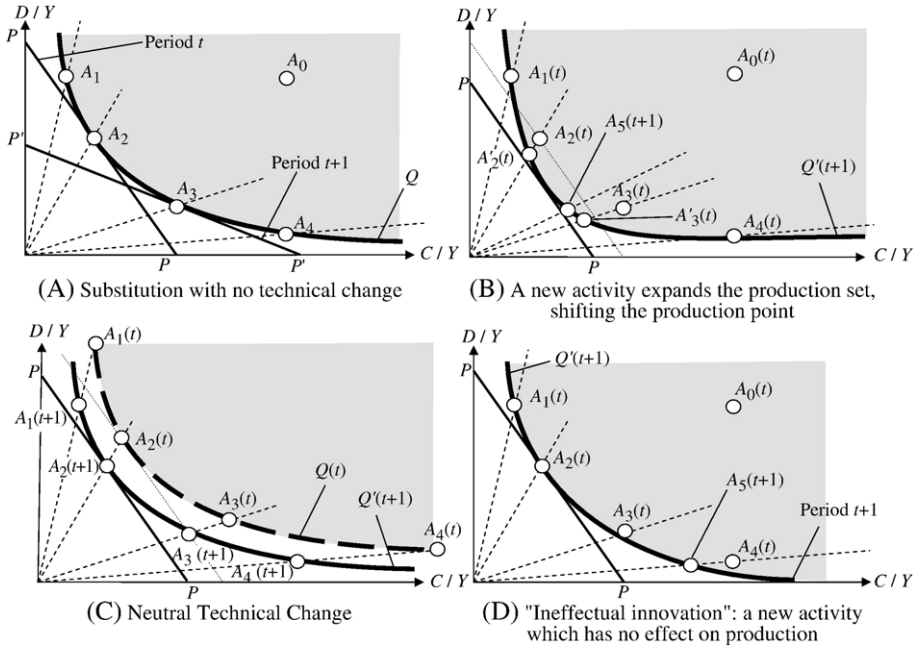 D / Y
P
Period t
A1
A0
A2
P'
Period t+1
Q
A3
A4
C / Y
P
P'
(A) Substitution with no technical change
D / Y
P
A1(t)
A0(t)
A2(t)
A5(t+1)
A'2(t)
A3(t)
Q'(t+1)
A'3(t)
A4(t)
C / Y
P
(B) A new activity expands the production set,
shifting the production point
D / Y
A1(t)
P
A1(t+1)
A2(t)
A2(t+1)
Q(t)
Q'(t+1)
A3(t)
A4(t)
A3(t+1)
A4(t+1)
C / Y
P
(C) Neutral Technical Change
D / Y
P
Q'(t+1)
A1(t)
A0(t)
A2(t)
A5(t+1)
A3(t)
Period t+1
A4(t)
C / Y
P
(D) "Ineffectual innovation": a new activity
which has no effect on production